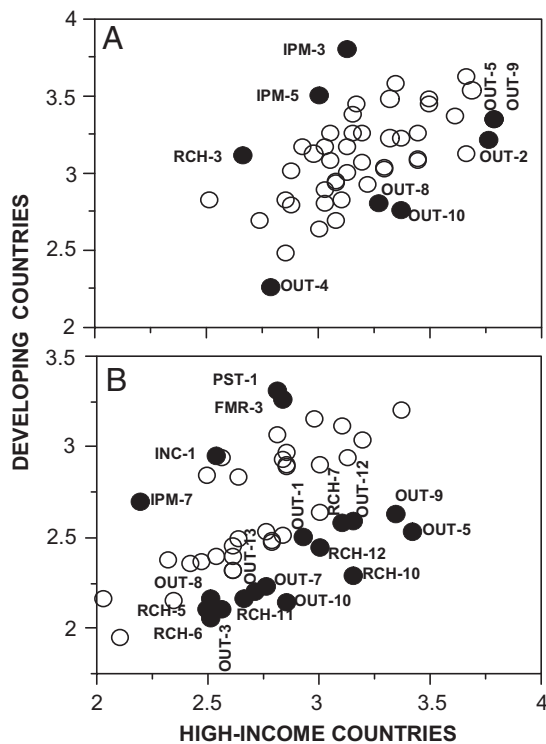 DEVELOPING COUNTRIES
A
4
3.5
3
2.5
2
IPM-3
IPM-5
RCH-3
OUT-5
OUT-9
OUT-2
OUT-8
OUT-10
OUT-4
B
3.5
3
2.5
2
PST-1
FMR-3
INC-1
IPM-7
OUT-1
RCH-7
OUT-12
OUT-9
OUT-5
RCH-12
RCH-10
OUT-13
OUT-7
OUT-8
OUT-10
RCH-5
RCH-11
RCH-6
OUT-3
2 2.5 3 3.5 4
HIGH-INCOME COUNTRIES